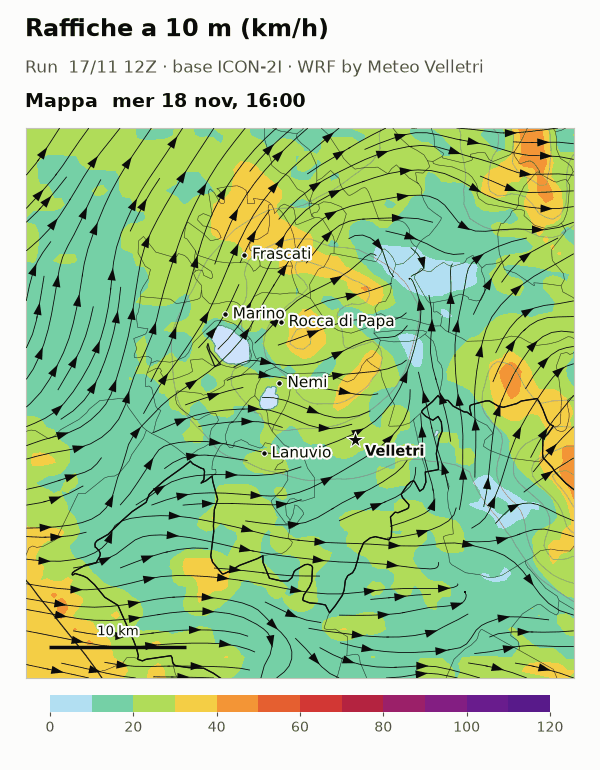 Raffiche a 10 m (km/h)
Run  17/11 12Z · base ICON-2I · WRF by Meteo Velletri
Mappa  mer 18 nov, 16:00
Frascati
Marino
Rocca di Papa
Nemi
Velletri
Lanuvio
10 km
0 20 40 60 80 100 120